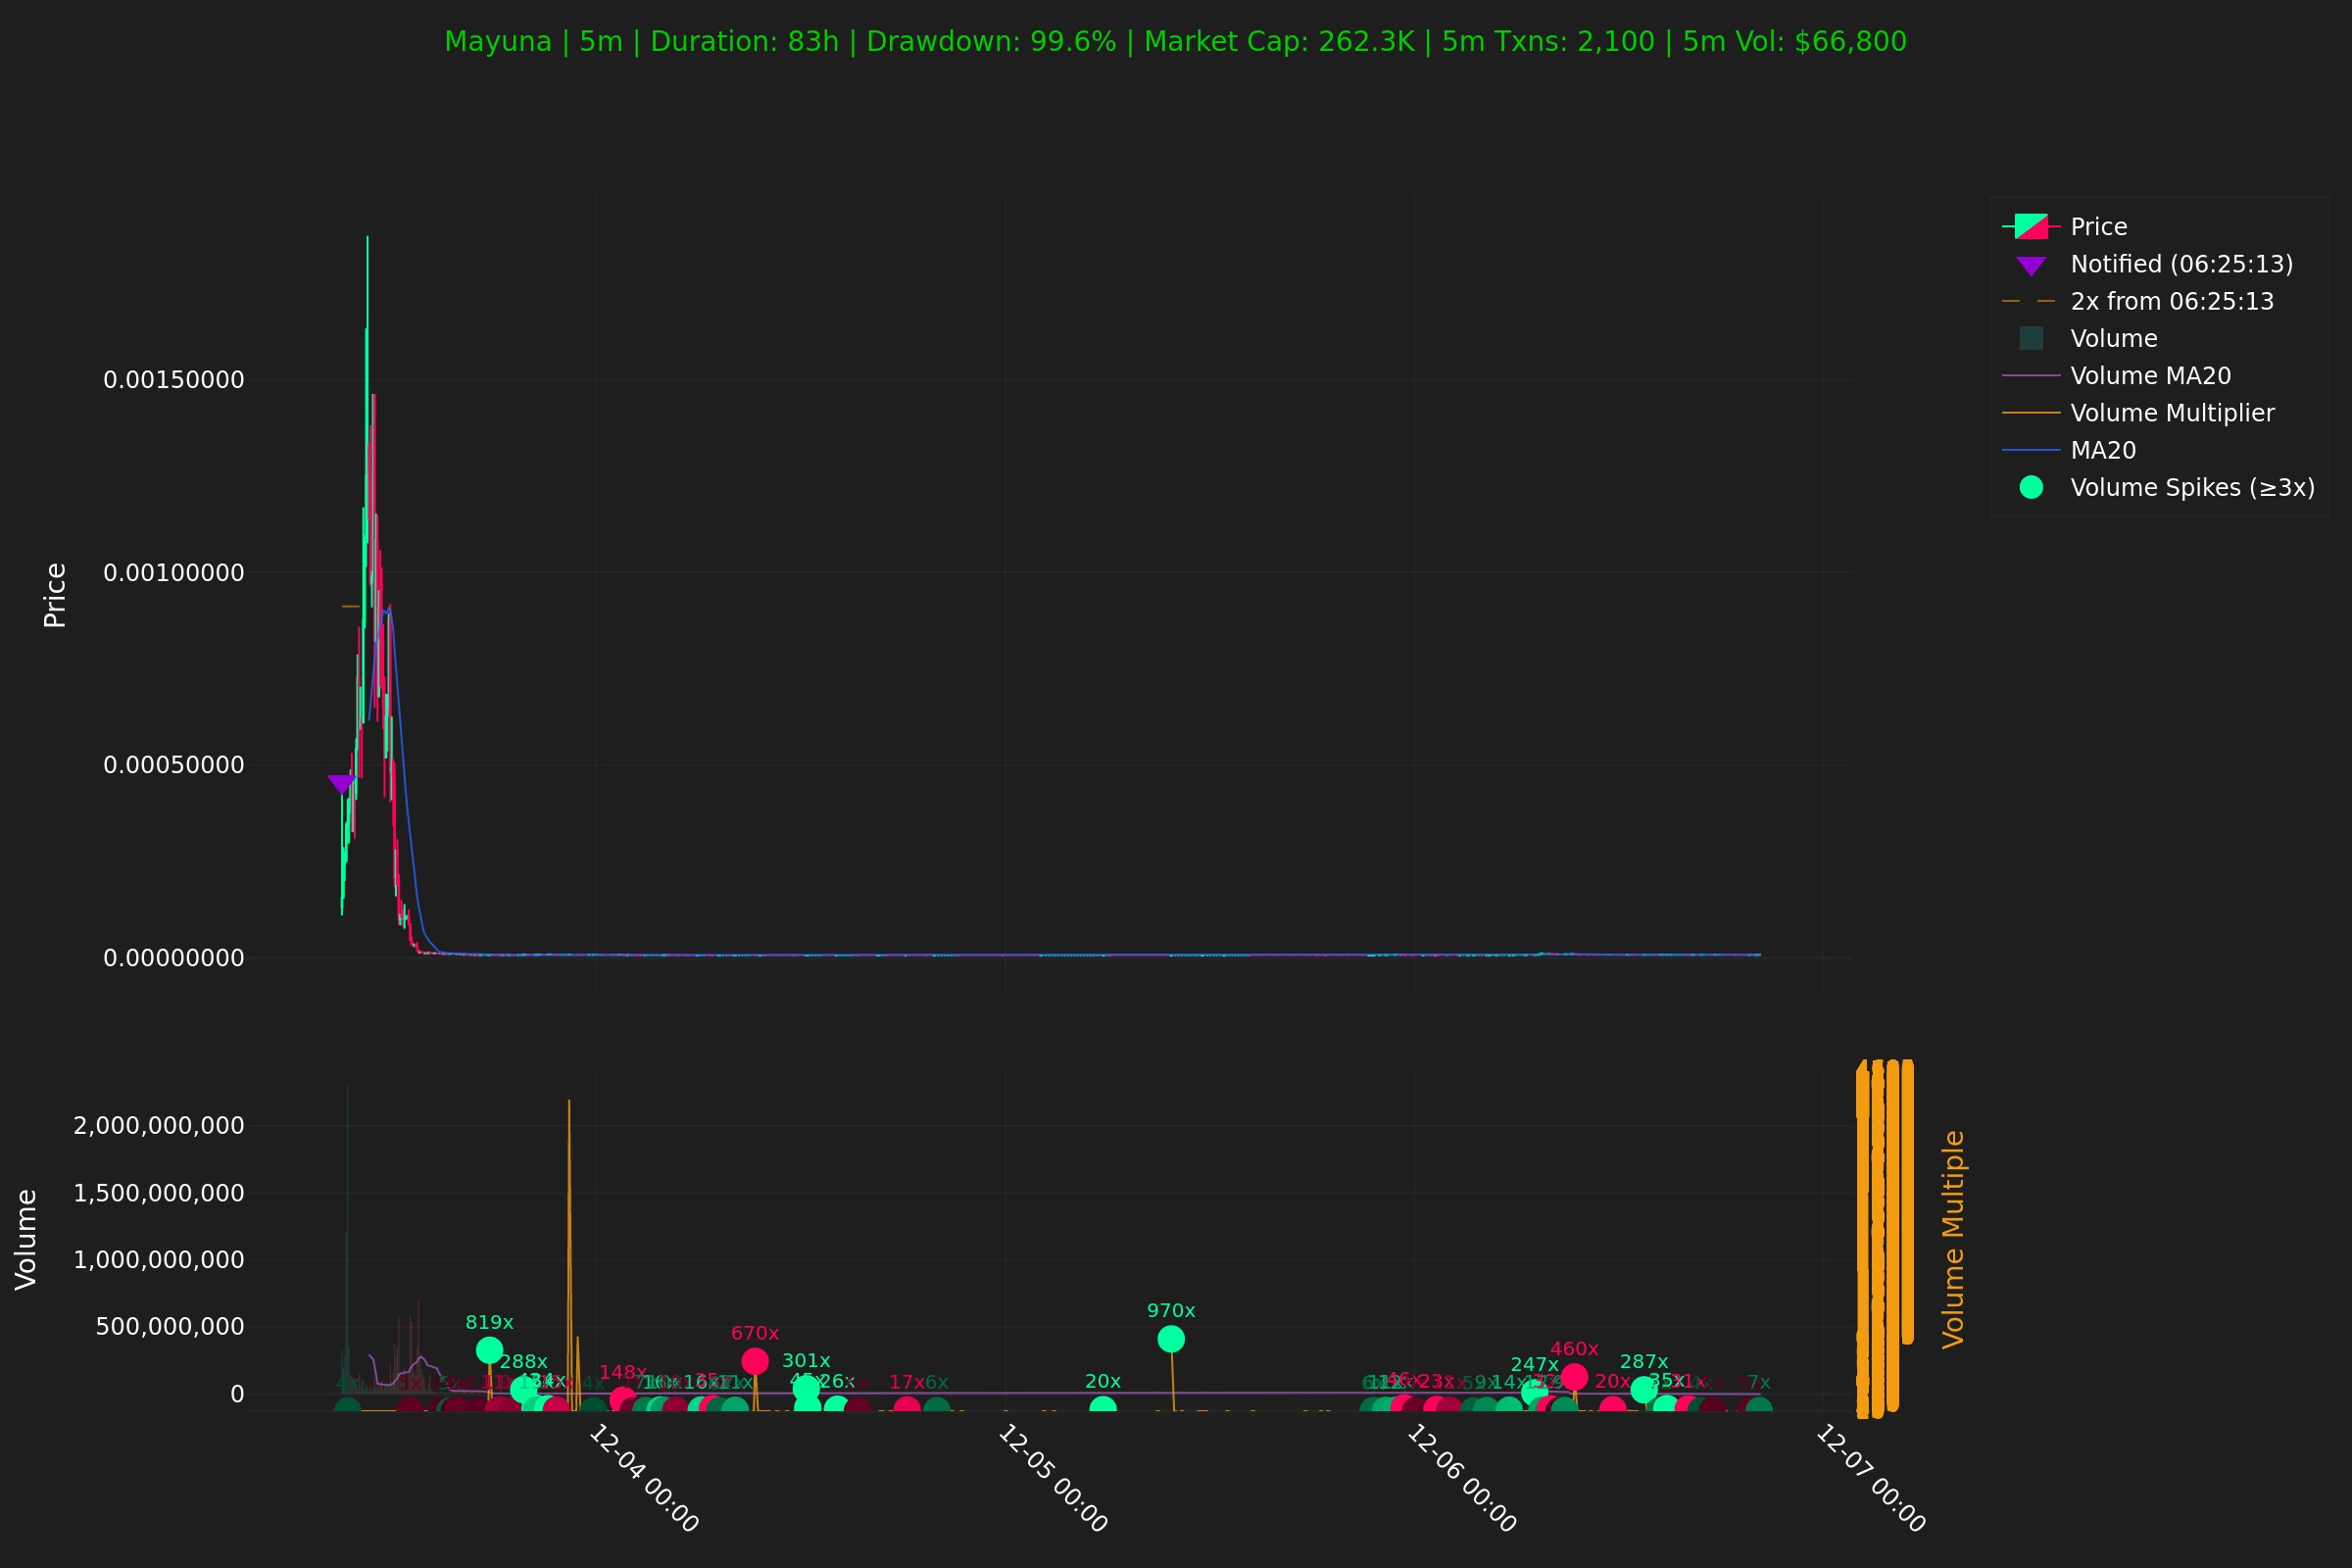 Mayuna | 5m | Duration: 83h | Drawdown: 99.6% | Market Cap: 262.3K | 5m Txns: 2,100 | 5m Vol: $66,800
Price
Notified (06:25:13)
2x from 06:25:13
Volume
Volume MA20
Volume Multiplier
MA20
Volume Spikes (≥3x)
Price
0.00150000
0.00100000
0.00050000
0.00000000
Volume
2,000,000,000
1,500,000,000
1,000,000,000
500,000,000
0
819x
288x
148x
670x
301x
26x
17x
6x
20x
970x
23x
14x
247x
460x
20x
287x
35x
7x
Volume Multiple
12-04 00:00
12-05 00:00
12-06 00:00
12-07 00:00